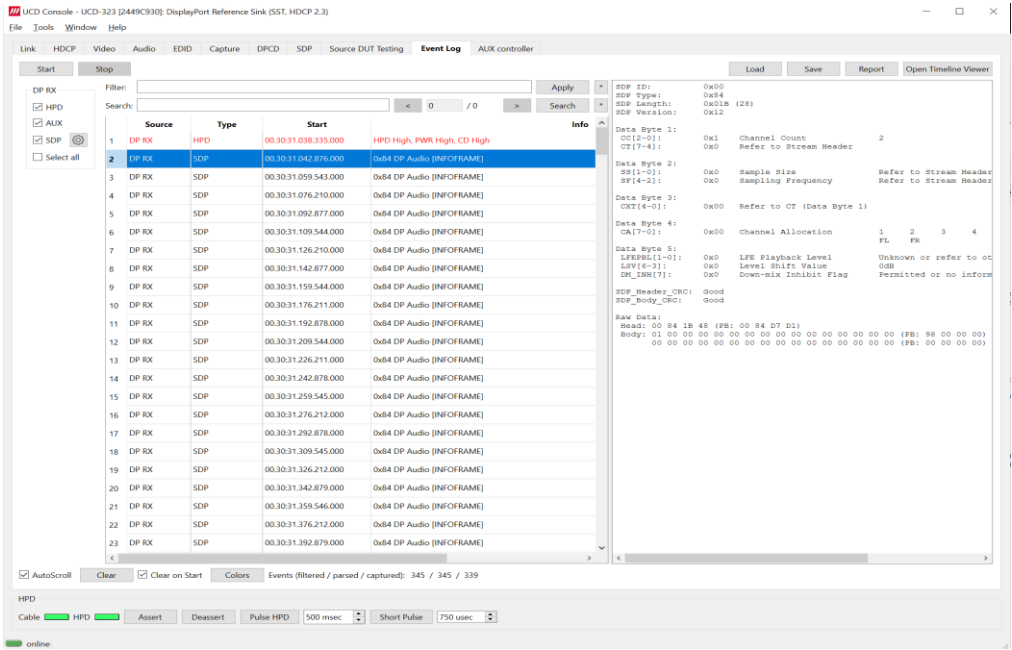 UCD Console - UCD-323 [2449C930]: DisplayPort Reference Sink (SST, HDCP 2.3)
File Tools Window Help
Link HDCP Video Audio EDID Capture DPCD SDP Source DUT Testing Event Log AUX controller
Start Stop Load Save Report Open Timeline Viewer
DP RX
HPD
AUX
SDP
Select all
Filter: Apply *
Search: < 0 / 0 > Search *
Source Type Start Info
1 DP RX HPD 00.30:31.038.335.000 HPD High, PWR High, CD High
2 DP RX SDP 00.30:31.042.876.000 0x84 DP Audio [INFOFRAME]
3 DP RX SDP 00.30:31.059.543.000 0x84 DP Audio [INFOFRAME]
4 DP RX SDP 00.30:31.076.210.000 0x84 DP Audio [INFOFRAME]
5 DP RX SDP 00.30:31.092.877.000 0x84 DP Audio [INFOFRAME]
6 DP RX SDP 00.30:31.109.544.000 0x84 DP Audio [INFOFRAME]
7 DP RX SDP 00.30:31.126.210.000 0x84 DP Audio [INFOFRAME]
8 DP RX SDP 00.30:31.142.877.000 0x84 DP Audio [INFOFRAME]
9 DP RX SDP 00.30:31.159.544.000 0x84 DP Audio [INFOFRAME]
10 DP RX SDP 00.30:31.176.211.000 0x84 DP Audio [INFOFRAME]
11 DP RX SDP 00.30:31.192.878.000 0x84 DP Audio [INFOFRAME]
12 DP RX SDP 00.30:31.209.544.000 0x84 DP Audio [INFOFRAME]
13 DP RX SDP 00.30:31.226.211.000 0x84 DP Audio [INFOFRAME]
14 DP RX SDP 00.30:31.242.878.000 0x84 DP Audio [INFOFRAME]
15 DP RX SDP 00.30:31.259.545.000 0x84 DP Audio [INFOFRAME]
16 DP RX SDP 00.30:31.276.212.000 0x84 DP Audio [INFOFRAME]
17 DP RX SDP 00.30:31.292.878.000 0x84 DP Audio [INFOFRAME]
18 DP RX SDP 00.30:31.309.545.000 0x84 DP Audio [INFOFRAME]
19 DP RX SDP 00.30:31.326.212.000 0x84 DP Audio [INFOFRAME]
20 DP RX SDP 00.30:31.342.879.000 0x84 DP Audio [INFOFRAME]
21 DP RX SDP 00.30:31.359.546.000 0x84 DP Audio [INFOFRAME]
22 DP RX SDP 00.30:31.376.212.000 0x84 DP Audio [INFOFRAME]
23 DP RX SDP 00.30:31.392.879.000 0x84 DP Audio [INFOFRAME]
SDP ID: 0x00
SDP Type: 0x84
SDP Length: 0x01B (28)
SDP Version: 0x12
Data Byte 1:
CC[2-0]: 0x1 Channel Count 2
CT[7-4]: 0x0 Refer to Stream Header
Data Byte 2:
SS[1-0]: 0x0 Sample Size Refer to Stream Header
SF[4-2]: 0x0 Sampling Frequency Refer to Stream Header
Data Byte 3:
CXT[4-0]: 0x00 Refer to CT (Data Byte 1)
Data Byte 4:
CA[7-0]: 0x00 Channel Allocation 1 2 3 4
FL FR
Data Byte 5:
LFEPBL[1-0]: 0x0 LFE Playback Level Unknown or refer to ot
LSV[6-3]: 0x0 Level Shift Value 0dB
DM_INH[7]: 0x0 Down-mix Inhibit Flag Permitted or no inform
SDP_Header_CRC: Good
SDP_Body_CRC: Good
Raw Data:
Head: 00 84 1B 48 (PB: 00 84 D7 D1)
Body: 01 00 00 00 00 00 00 00 00 00 00 00 00 00 00 00 (PB: 98 00 00 00)
00 00 00 00 00 00 00 00 00 00 00 00 00 00 00 00 (PB: 00 00 00 00)
AutoScroll Clear Clear on Start Colors Events (filtered / parsed / captured): 345 / 345 / 339
HPD
Cable HPD Assert Deassert Pulse HPD 500 msec Short Pulse 750 usec
online